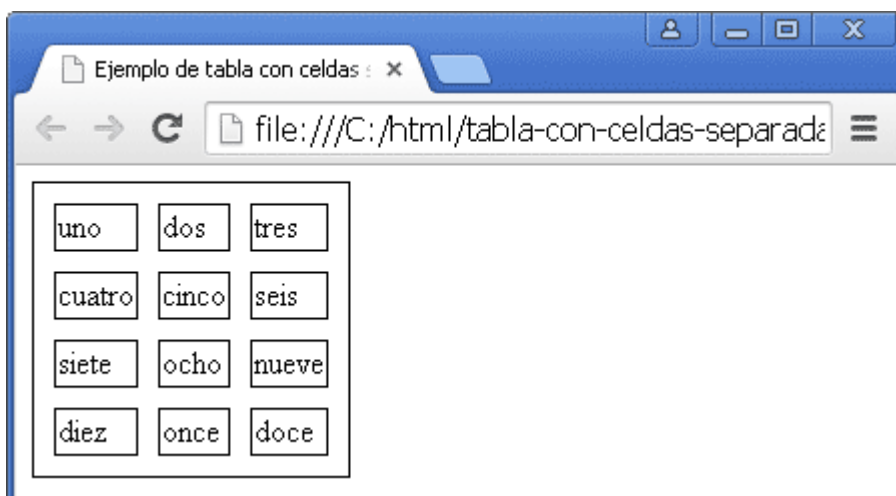 Ejemplo de tabla con celdas s
file:///C:/html/tabla-con-celdas-separada
uno dos tres
cuatro cinco seis
siete ocho nueve
diez once doce